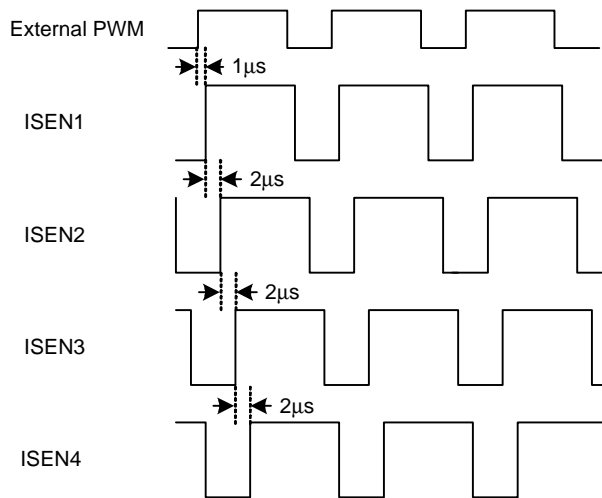 External PWM
1μs
ISEN1
2μs
ISEN2
2μs
ISEN3
2μs
ISEN4